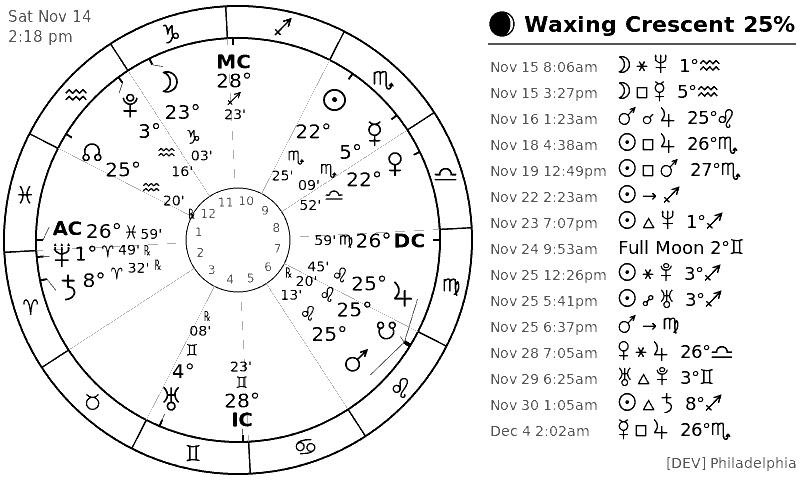 Sat Nov 14
2:18 pm
MC
28°
♐
23'
☽
23°
♑
03'
♇
3°
♒
16'
☊
25°
♒
20'
℞
☉
22°
♏
25'
☿
5°
♏
09'
♀
22°
♎
52'
AC 26° ♓ 59'
♆ 1° ♈ 49' ℞
♄ 8° ♈ 32' ℞
59' ♍ 26° DC
45' ♌ 25° ♃
℞ 20' ♌ 25° ☋
13' ♌ 25° ♂
℞
08'
♊
4°
♅
23'
♊
28°
IC
1 2 3 4 5 6 7 8 9 10 11 12
♐ ♏ ♎ ♍ ♌ ♋ ♊ ♉ ♈ ♓ ♒ ♑
Waxing Crescent 25%
Nov 15 8:06am ☽ ⚹ ♆ 1°♒
Nov 15 3:27pm ☽ □ ☿ 5°♒
Nov 16 1:23am ♂ ☌ ♃ 25°♌
Nov 18 4:38am ☉ □ ♃ 26°♏
Nov 19 12:49pm ☉ □ ♂ 27°♏
Nov 22 2:23am ☉ → ♐
Nov 23 7:07pm ☉ △ ♆ 1°♐
Nov 24 9:53am Full Moon 2°♊
Nov 25 12:26pm ☉ ⚹ ♇ 3°♐
Nov 25 5:41pm ☉ ☍ ♅ 3°♐
Nov 25 6:37pm ♂ → ♍
Nov 28 7:05am ♀ ⚹ ♃ 26°♎
Nov 29 6:25am ♅ △ ♇ 3°♊
Nov 30 1:05am ☉ △ ♄ 8°♐
Dec 4 2:02am ☿ □ ♃ 26°♏
[DEV] Philadelphia